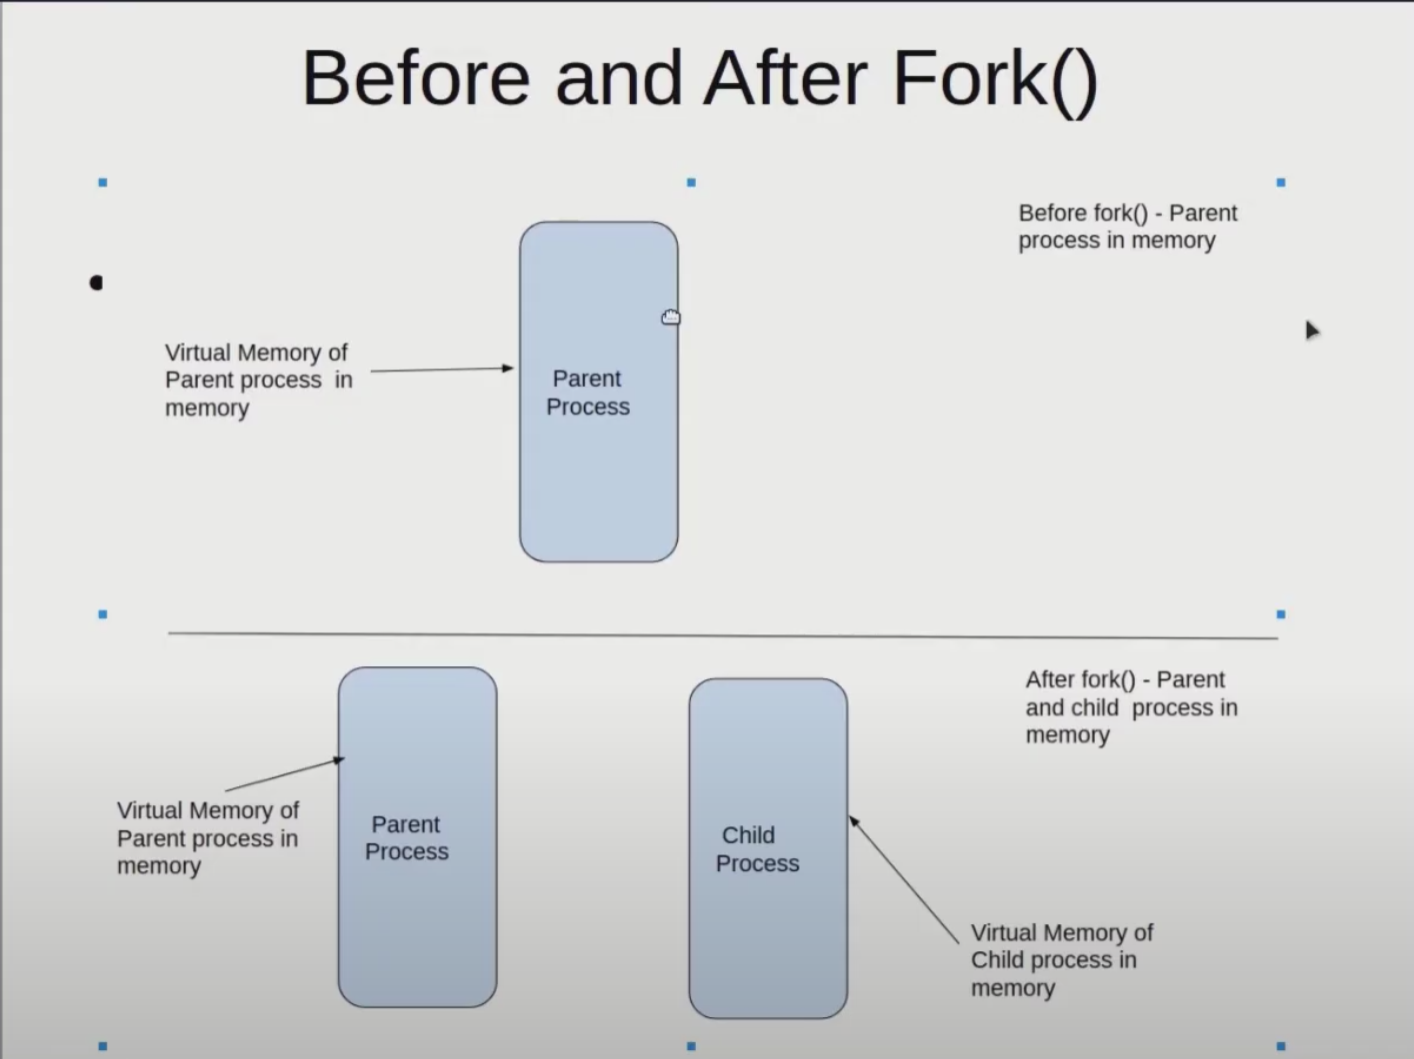 Before and After Fork()
Before fork() - Parent
process in memory
Virtual Memory of
Parent process  in
memory
Parent
Process
After fork() - Parent
and child  process in
memory
Virtual Memory of
Parent process in
memory
Parent
Process
Child
Process
Virtual Memory of
Child process in
memory